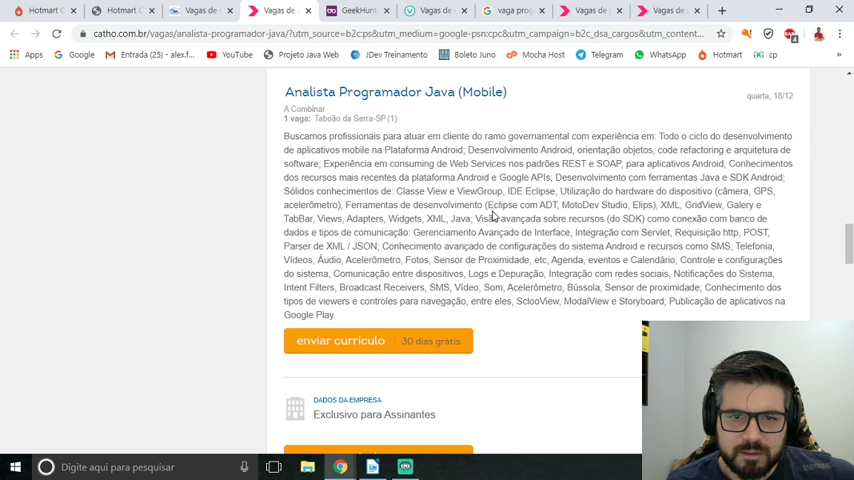 Hotmart C
Hotmart C
Vagas de
Vagas de
GeekHunt
Vagas de
vaga prog
Vagas de
Vagas de
catho.com.br/vagas/analista-programador-java/?utm_source=b2c:ps&utm_medium=google-psn:cpc&utm_campaign=b2c_dsa_cargos&utm_content...
Apps
Google
Entrada (25) - alex.f...
YouTube
Projeto Java Web
JDev Treinamento
Boleto Juno
Mocha Host
Telegram
WhatsApp
Hotmart
cp
»
Analista Programador Java (Mobile)
quarta, 18/12
A Combinar
1 vaga: Taboão da Serra-SP (1)
Buscamos profissionais para atuar em cliente do ramo governamental com experiência em: Todo o ciclo do desenvolvimento
de aplicativos mobile na Plataforma Android; Desenvolvimento Android, orientação objetos, code refactoring e arquitetura de
software; Experiência em consuming de Web Services nos padrões REST e SOAP, para aplicativos Android; Conhecimentos
dos recursos mais recentes da plataforma Android e Google APIs; Desenvolvimento com ferramentas Java e SDK Android;
Sólidos conhecimentos de: Classe View e ViewGroup, IDE Eclipse, Utilização do hardware do dispositivo (câmera, GPS,
acelerômetro), Ferramentas de desenvolvimento (Eclipse com ADT, MotoDev Studio, Elips), XML, GridView, Galery e
TabBar, Views, Adapters, Widgets, XML, Java; Visão avançada sobre recursos (do SDK) como conexão com banco de
dados e tipos de comunicação: Gerenciamento Avançado de Interface, Integração com Servlet, Requisição http, POST,
Parser de XML / JSON; Conhecimento avançado de configurações do sistema Android e recursos como SMS, Telefonia,
Vídeos, Áudio, Acelerômetro, Fotos, Sensor de Proximidade, etc, Agenda, eventos e Calendário, Controle e configurações
do sistema, Comunicação entre dispositivos, Logs e Depuração, Integração com redes sociais, Notificações do Sistema,
Intent Filters, Broadcast Receivers, SMS, Vídeo, Som, Acelerômetro, Bússola, Sensor de proximidade; Conhecimento dos
tipos de viewers e controles para navegação, entre eles, SclooView, ModalView e Storyboard; Publicação de aplicativos na
Google Play.
enviar currículo
30 dias grátis
DADOS DA EMPRESA
Exclusivo para Assinantes
Digite aqui para pesquisar